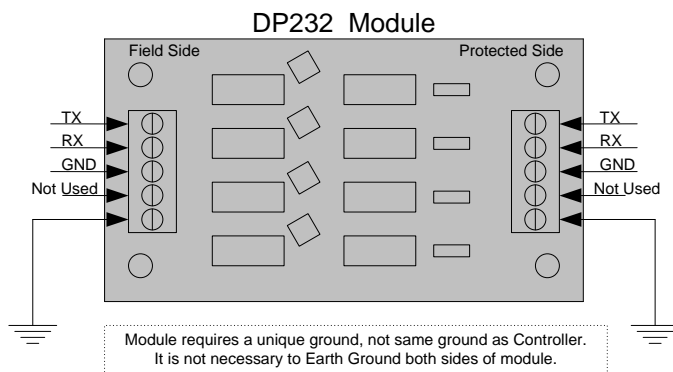 DP232 Module
Field Side
Protected Side
TX
RX
GND
Not Used
TX
RX
GND
Not Used
Module requires a unique ground, not same ground as Controller.
It is not necessary to Earth Ground both sides of module.